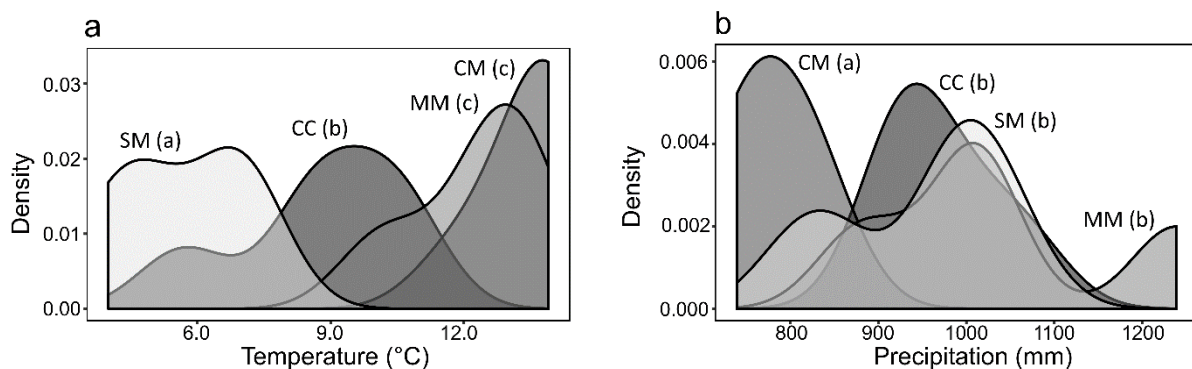 a
0.03
0.02
0.01
0.00
Density
SM (a)
CC (b)
MM (c)
CM (c)
6.0 9.0 12.0
Temperature (°C)
b
0.006
0.004
0.002
0.000
Density
CM (a)
CC (b)
SM (b)
MM (b)
800 900 1000 1100 1200
Precipitation (mm)